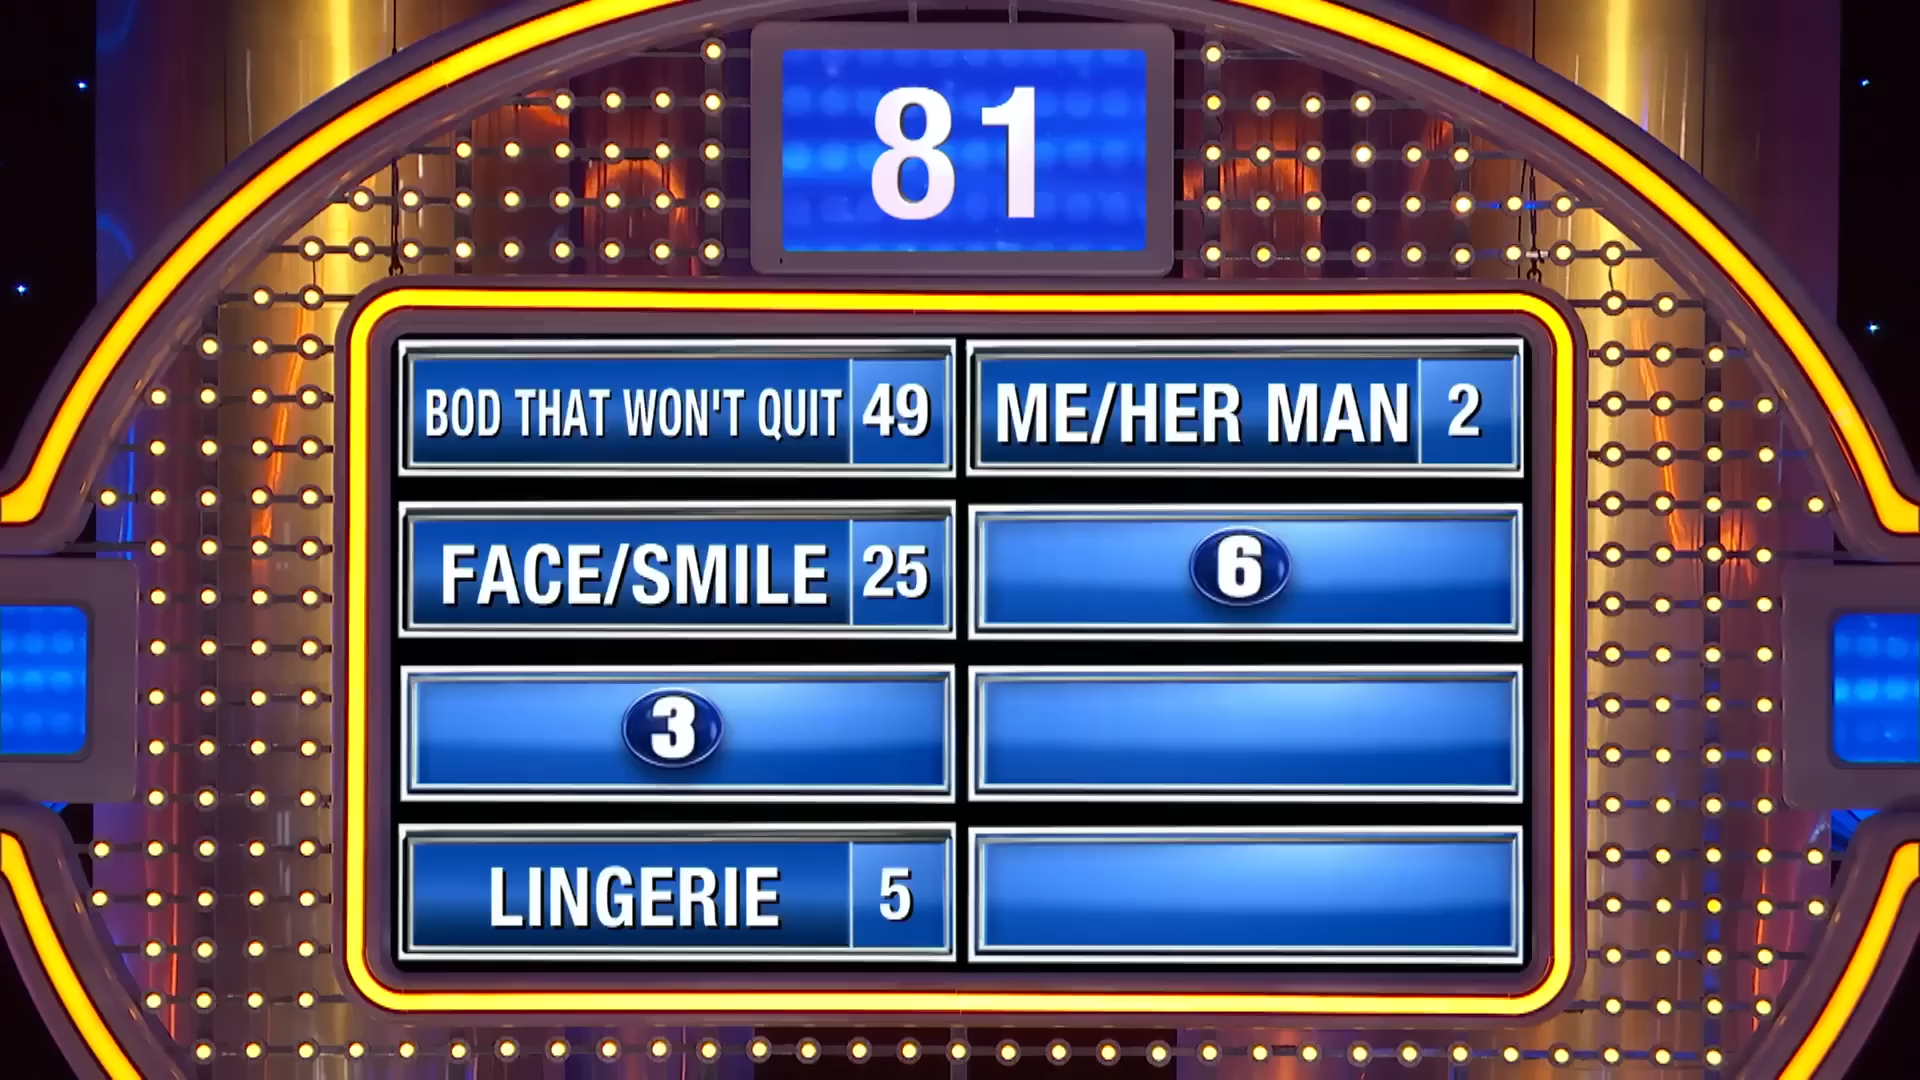 81
BOD THAT WON'T QUIT 49
ME/HER MAN 2
FACE/SMILE 25
6
3
LINGERIE 5